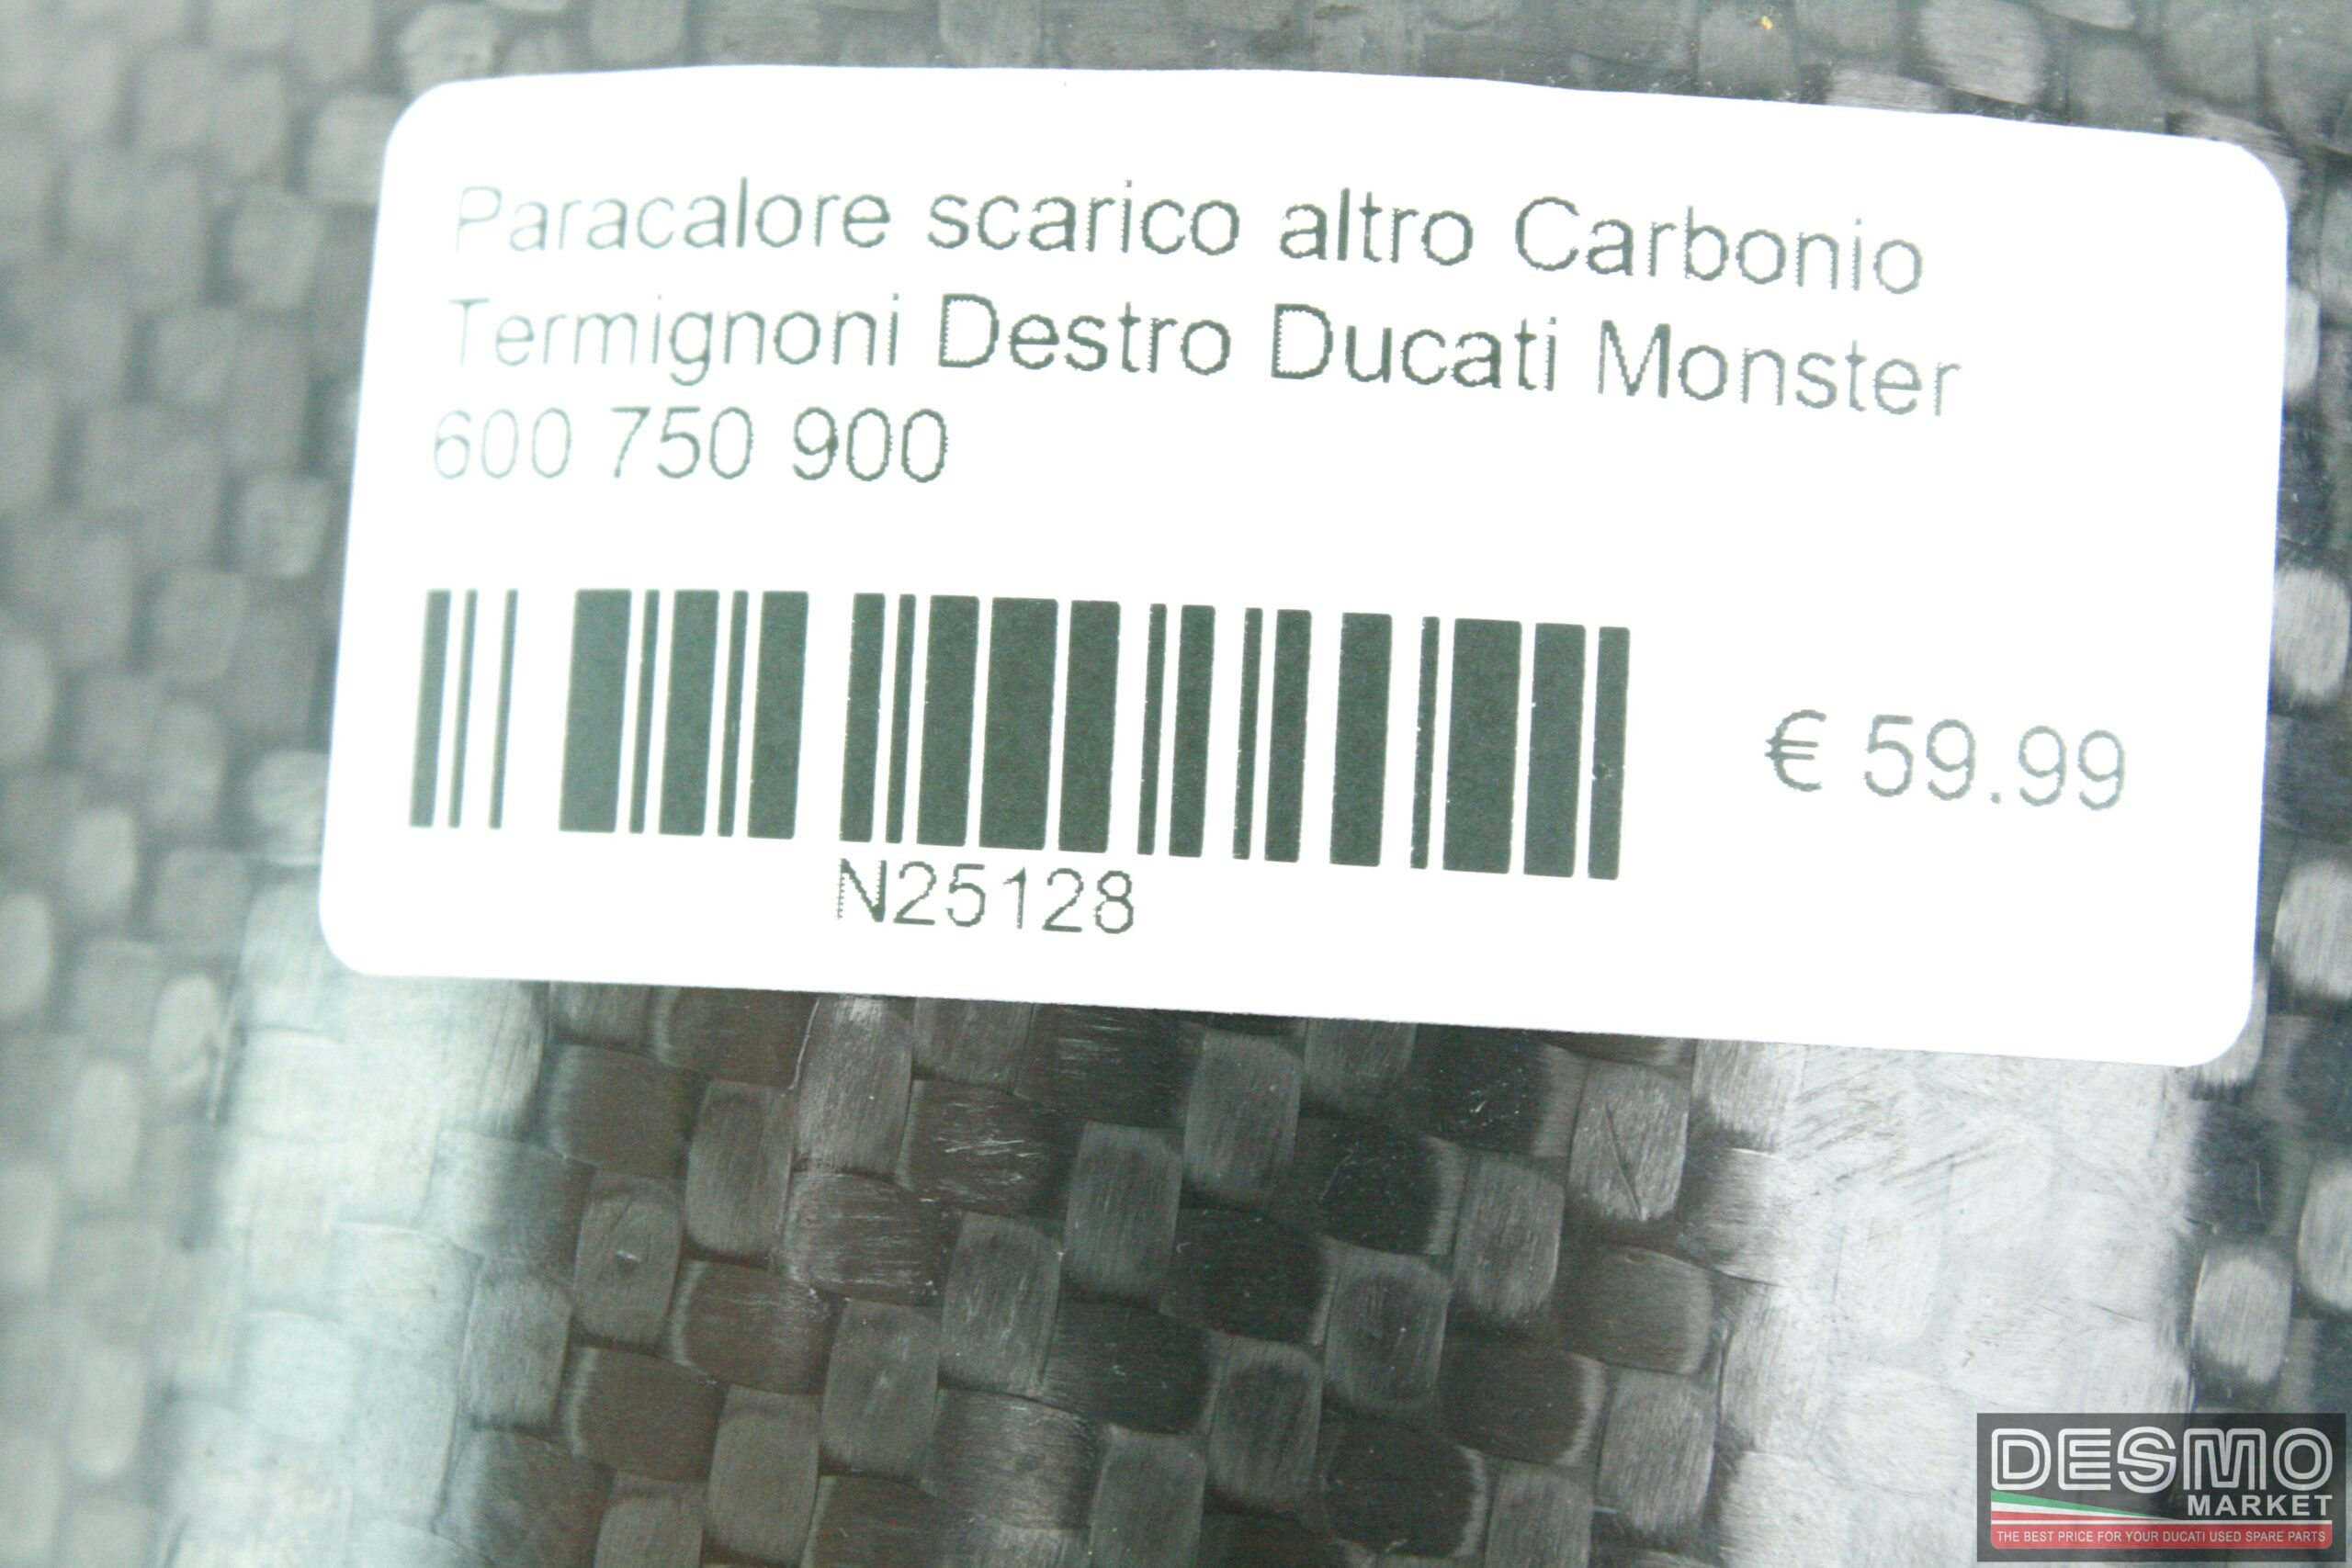 Paracalore scarico altro Carbonio
Termignoni Destro Ducati Monster
600 750 900
€ 59.99
N25128
DESMO
MARKET
THE BEST PRICE FOR YOUR DUCATI USED SPARE PARTS